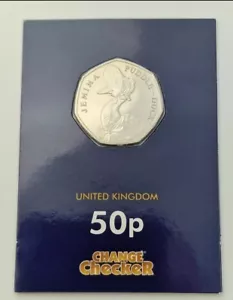 JEMIMA PUDDLE-DUCK
UNITED KINGDOM
50p
CHANGE
CHECKER